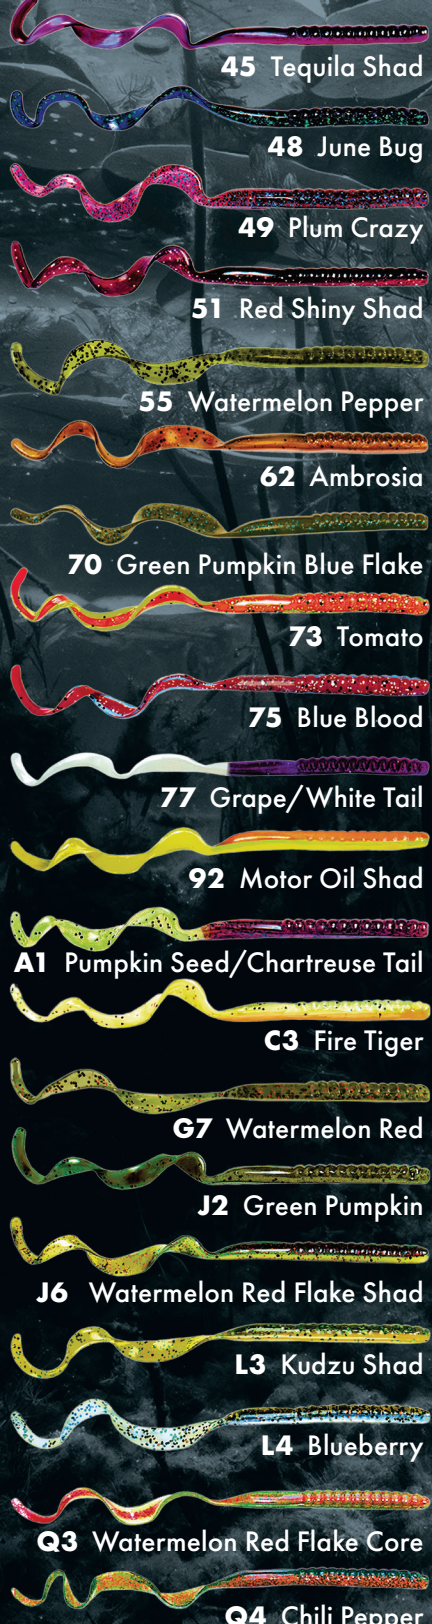 45 Tequila Shad
48 June Bug
49 Plum Crazy
51 Red Shiny Shad
55 Watermelon Pepper
62 Ambrosia
70 Green Pumpkin Blue Flake
73 Tomato
75 Blue Blood
77 Grape/White Tail
92 Motor Oil Shad
A1 Pumpkin Seed/Chartreuse Tail
C3 Fire Tiger
G7 Watermelon Red
J2 Green Pumpkin
J6 Watermelon Red Flake Shad
L3 Kudzu Shad
L4 Blueberry
Q3 Watermelon Red Flake Core
Q4 Chili Pepper